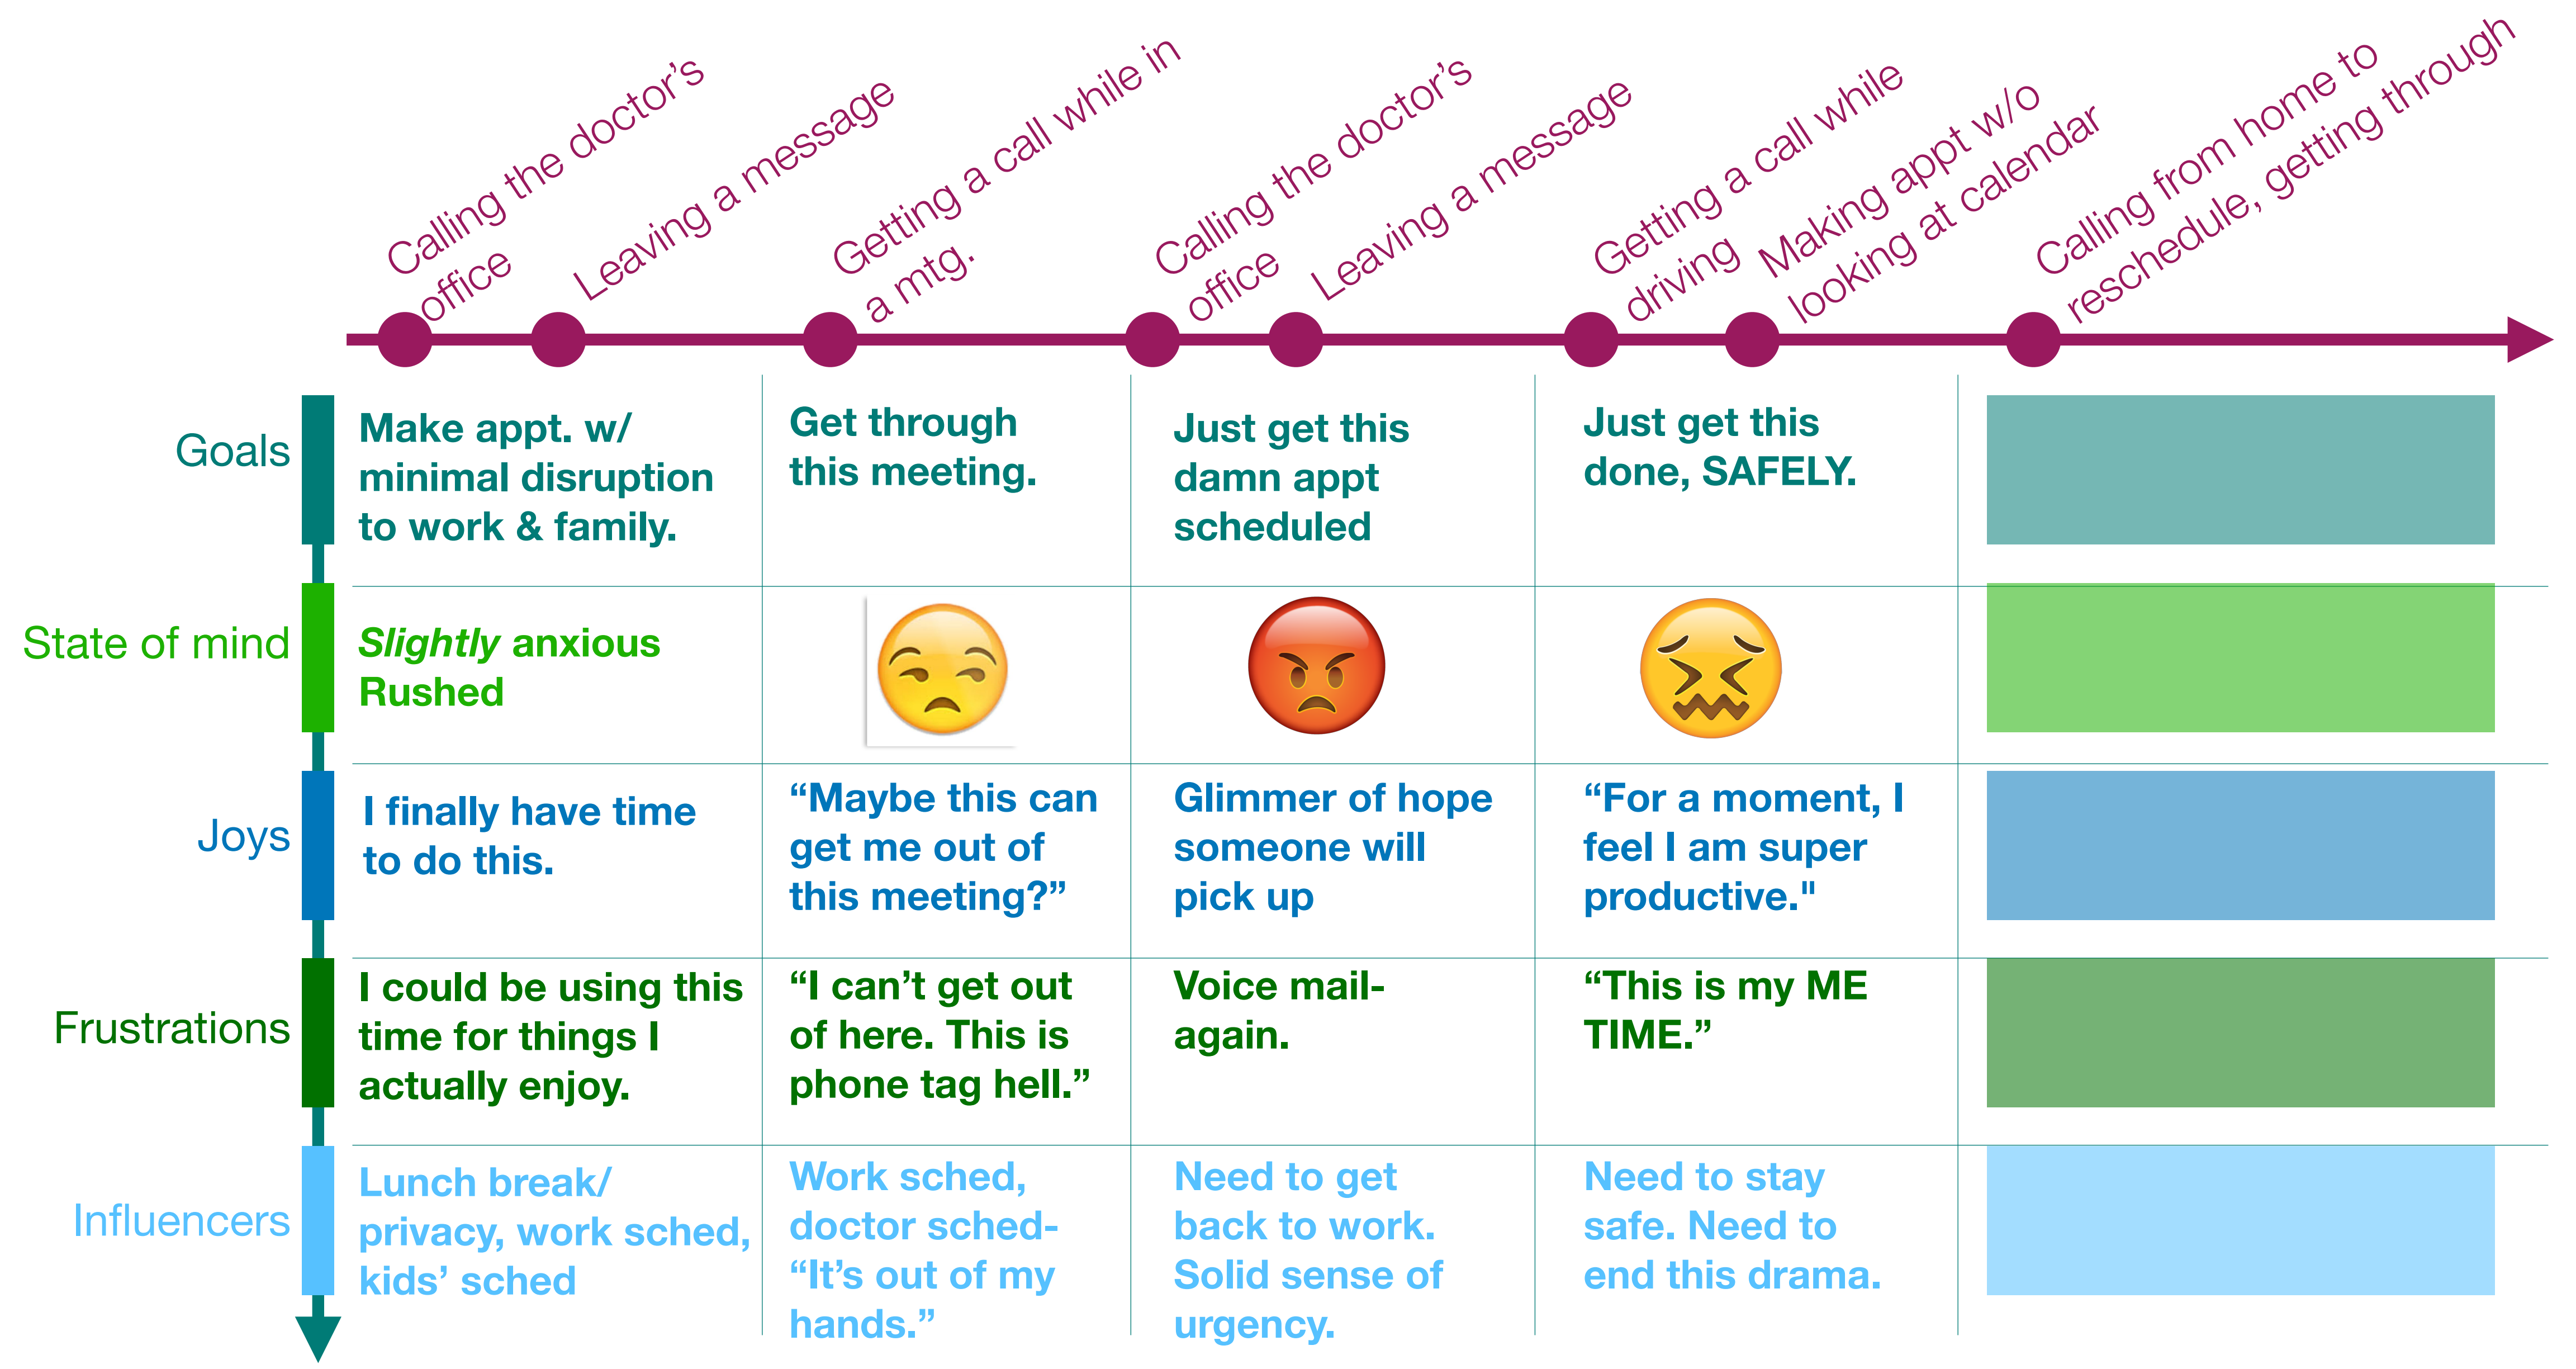 Calling the doctor’s
office
Leaving a message
Getting a call while in
a mtg.
Calling the doctor’s
office
Leaving a message
Getting a call while
driving
Making appt w/o
looking at calendar
Calling from home to
reschedule, getting through
Goals
Make appt. w/
minimal disruption
to work & family.
Get through
this meeting.
Just get this
damn appt
scheduled
Just get this
done, SAFELY.
State of mind
Slightly anxious
Rushed
Joys
I finally have time
to do this.
“Maybe this can
get me out of
this meeting?”
Glimmer of hope
someone will
pick up
“For a moment, I
feel I am super
productive."
Frustrations
I could be using this
time for things I
actually enjoy.
“I can’t get out
of here. This is
phone tag hell.”
Voice mail-
again.
“This is my ME
TIME.”
Influencers
Lunch break/
privacy, work sched,
kids’ sched
Work sched,
doctor sched-
“It’s out of my
hands.”
Need to get
back to work.
Solid sense of
urgency.
Need to stay
safe. Need to
end this drama.